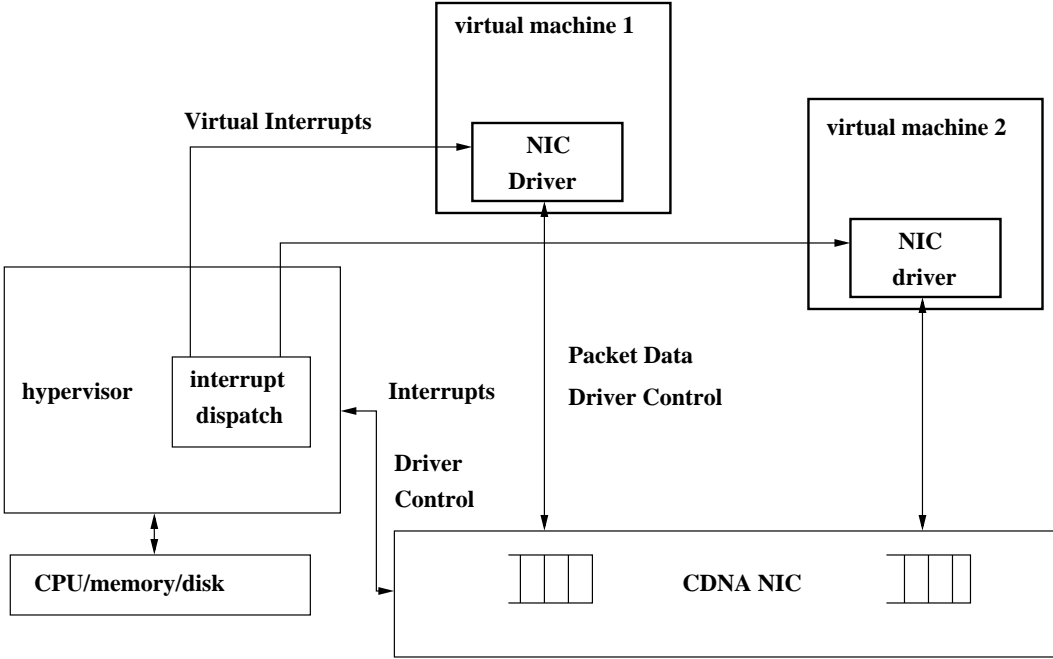 virtual machine 1
Virtual Interrupts
NIC
Driver
virtual machine 2
NIC
driver
hypervisor
interrupt
dispatch
Interrupts
Driver
Control
Packet Data
Driver Control
CPU/memory/disk
CDNA NIC